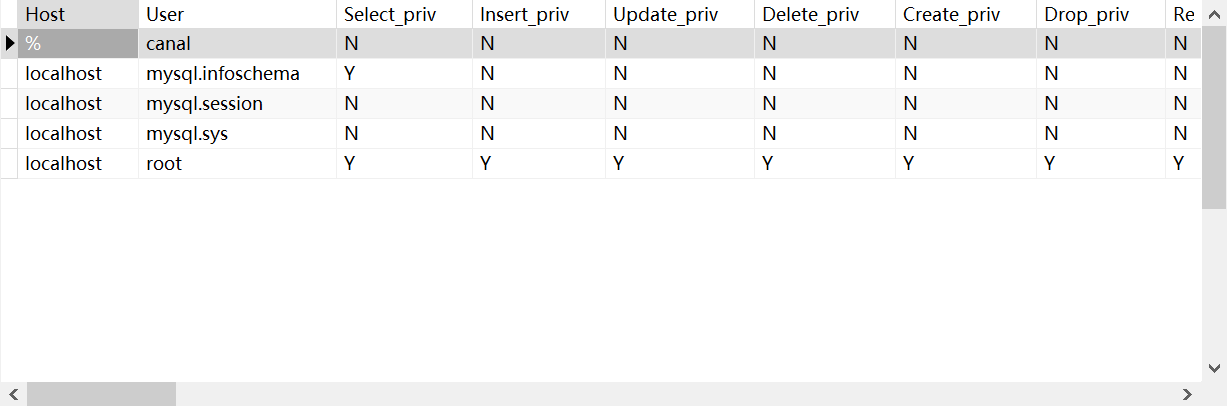 Host User Select_priv Insert_priv Update_priv Delete_priv Create_priv Drop_priv Re
% canal N N N N N N N
localhost mysql.infoschema Y N N N N N N
localhost mysql.session N N N N N N N
localhost mysql.sys N N N N N N N
localhost root Y Y Y Y Y Y Y